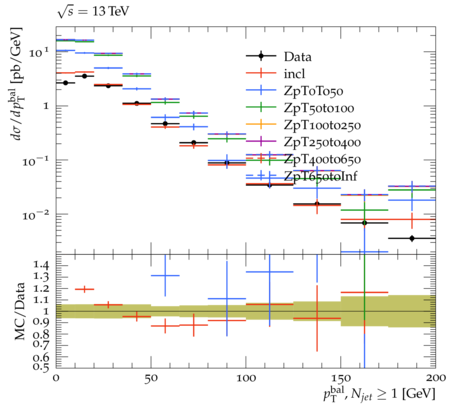 √s = 13 TeV
dσ/dp_T^bal [pb/GeV]
10^1
1
10^−1
10^−2
Data
incl
ZpT0To50
ZpT50to100
ZpT100to250
ZpT250to400
ZpT400to650
ZpT650toInf
MC/Data
1.4
1.3
1.2
1.1
1
0.9
0.8
0.7
0.6
0.5
0 50 100 150 200
p_T^bal, N_jet ≥ 1 [GeV]